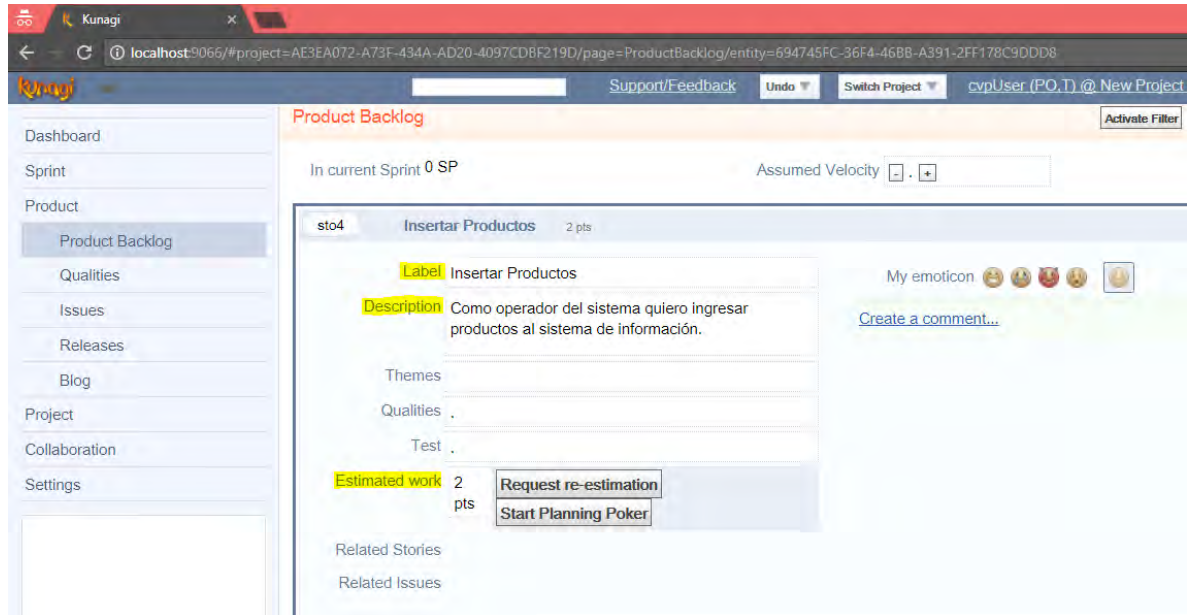 Kunagi
localhost:9066/#project=AE3EA072-A73F-434A-AD20-4097CDBF219D/page=ProductBacklog/entity=694745FC-36F4-46BB-A391-2FF178C9DDD8
kunagi Support/Feedback Undo Switch Project cvpUser (PO,T) @ New Project
Product Backlog Activate Filter
Dashboard
In current Sprint 0 SP Assumed Velocity - . +
Sprint
Product
sto4 Insertar Productos 2 pts
Product Backlog
Label Insertar Productos My emoticon
Qualities
Description Como operador del sistema quiero ingresar
productos al sistema de información.
Create a comment...
Issues
Releases
Themes
Blog
Qualities .
Project
Test .
Collaboration
Settings
Estimated work 2
pts
Request re-estimation
Start Planning Poker
Related Stories
Related Issues